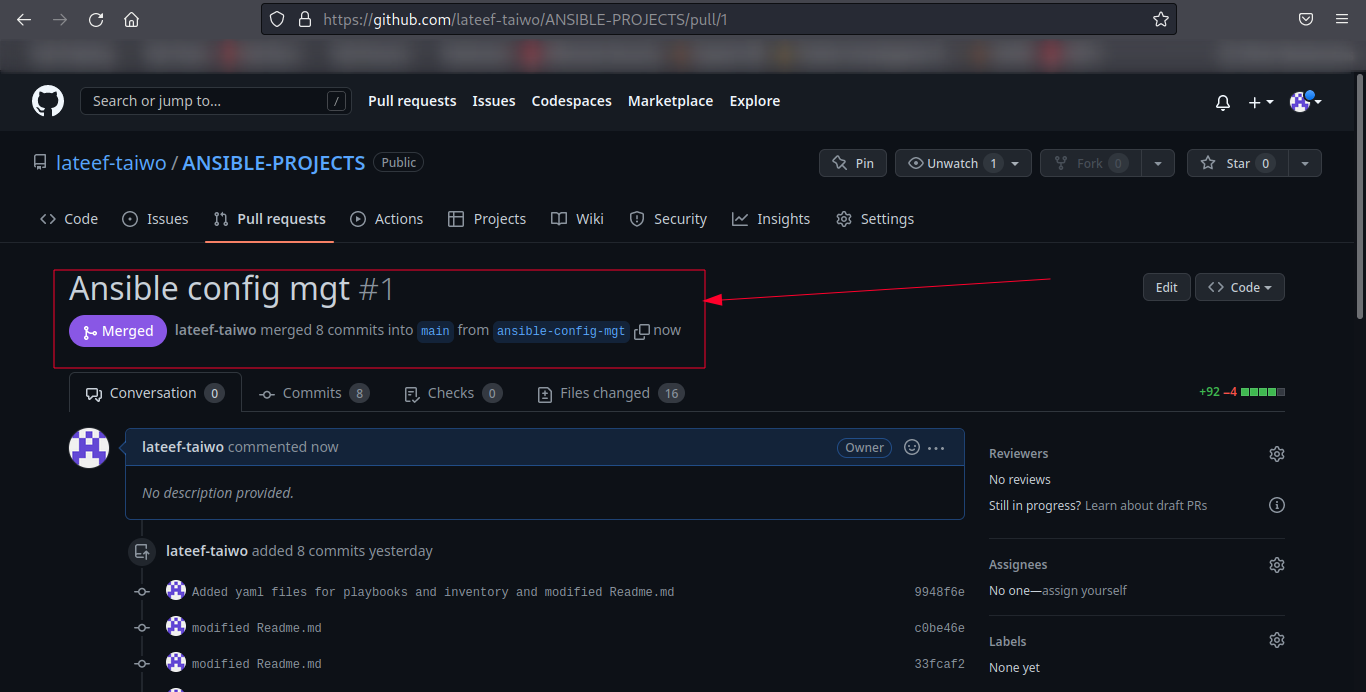 https://github.com/lateef-taiwo/ANSIBLE-PROJECTS/pull/1
Search or jump to... / Pull requests Issues Codespaces Marketplace Explore
lateef-taiwo / ANSIBLE-PROJECTS Public Pin Unwatch 1 Fork 0 Star 0
Code Issues Pull requests Actions Projects Wiki Security Insights Settings
Ansible config mgt #1 Edit Code
Merged lateef-taiwo merged 8 commits into main from ansible-config-mgt now
Conversation 0 Commits 8 Checks 0 Files changed 16 +92 −4
lateef-taiwo commented now Owner ...
No description provided.
Reviewers
No reviews
Still in progress? Learn about draft PRs
lateef-taiwo added 8 commits yesterday
Added yaml files for playbooks and inventory and modified Readme.md 9948f6e
modified Readme.md c0be46e
modified Readme.md 33fcaf2
Assignees
No one—assign yourself
Labels
None yet